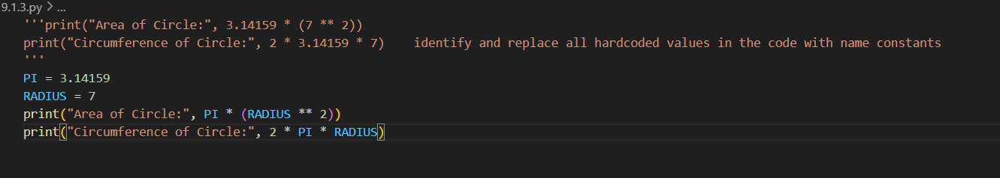 9.1.3.py > ...
'''print("Area of Circle:", 3.14159 * (7 ** 2))
print("Circumference of Circle:", 2 * 3.14159 * 7)    identify and replace all hardcoded values in the code with name constants
'''
PI = 3.14159
RADIUS = 7
print("Area of Circle:", PI * (RADIUS ** 2))
print("Circumference of Circle:", 2 * PI * RADIUS)